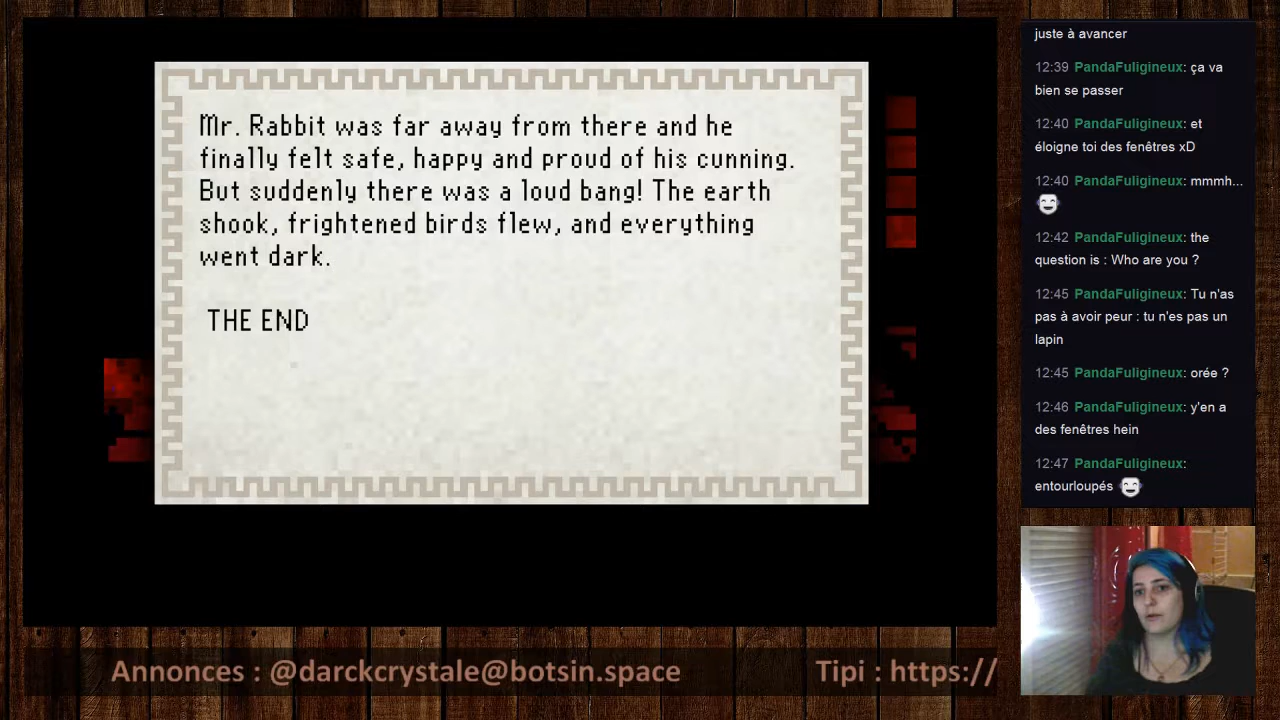 Mr. Rabbit was far away from there and he
finally felt safe, happy and proud of his cunning.
But suddenly there was a loud bang! The earth
shook, frightened birds flew, and everything
went dark.
THE END
juste à avancer
12:39 PandaFuligineux: ça va
bien se passer
12:40 PandaFuligineux: et
éloigne toi des fenêtres xD
12:40 PandaFuligineux: mmmh...
12:42 PandaFuligineux: the
question is : Who are you ?
12:45 PandaFuligineux: Tu n'as
pas à avoir peur : tu n'es pas un
lapin
12:45 PandaFuligineux: orée ?
12:46 PandaFuligineux: y'en a
des fenêtres hein
12:47 PandaFuligineux:
entourloupés
Annonces : @darckcrystale@botsin.space
Tipi : https://